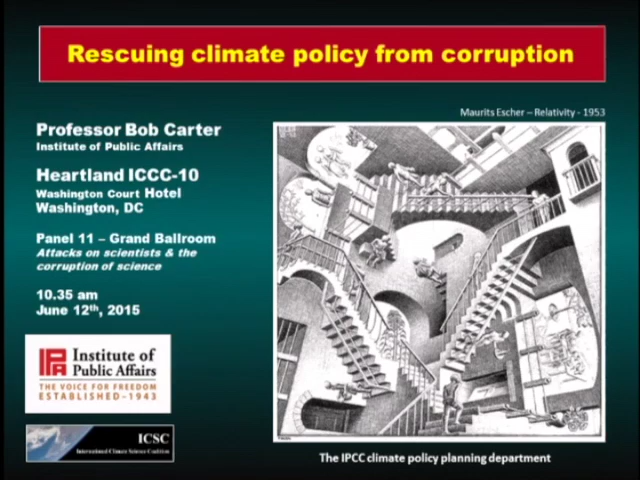 Rescuing climate policy from corruption
Maurits Escher – Relativity - 1953
Professor Bob Carter
Institute of Public Affairs
Heartland ICCC-10
Washington Court Hotel
Washington, DC
Panel 11 – Grand Ballroom
Attacks on scientists & the
corruption of science
10.35 am
June 12th, 2015
IPA
Institute of
Public Affairs
THE VOICE FOR FREEDOM
ESTABLISHED – 1943
ICSC
International Climate Science Coalition
The IPCC climate policy planning department